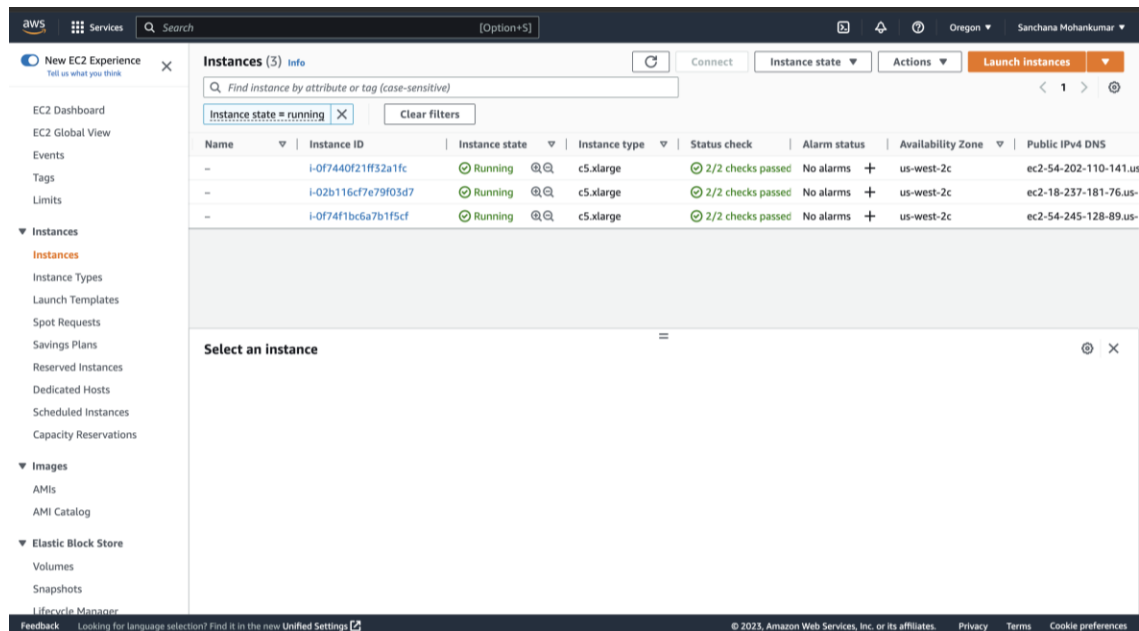 aws Services Search [Option+S] Oregon Sanchana Mohankumar
New EC2 Experience
Tell us what you think
EC2 Dashboard
EC2 Global View
Events
Tags
Limits
Instances
Instances
Instance Types
Launch Templates
Spot Requests
Savings Plans
Reserved Instances
Dedicated Hosts
Scheduled Instances
Capacity Reservations
Images
AMIs
AMI Catalog
Elastic Block Store
Volumes
Snapshots
Lifecycle Manager
Instances (3) Info Connect Instance state Actions Launch instances
Find instance by attribute or tag (case-sensitive) 1
Instance state = running Clear filters
Name Instance ID Instance state Instance type Status check Alarm status Availability Zone Public IPv4 DNS
– i-0f7440f21ff32a1fc Running c5.xlarge 2/2 checks passed No alarms + us-west-2c ec2-54-202-110-141.us
– i-02b116cf7e79f03d7 Running c5.xlarge 2/2 checks passed No alarms + us-west-2c ec2-18-237-181-76.us-
– i-0f74f1bc6a7b1f5cf Running c5.xlarge 2/2 checks passed No alarms + us-west-2c ec2-54-245-128-89.us-
Select an instance
Feedback Looking for language selection? Find it in the new Unified Settings © 2023, Amazon Web Services, Inc. or its affiliates. Privacy Terms Cookie preferences